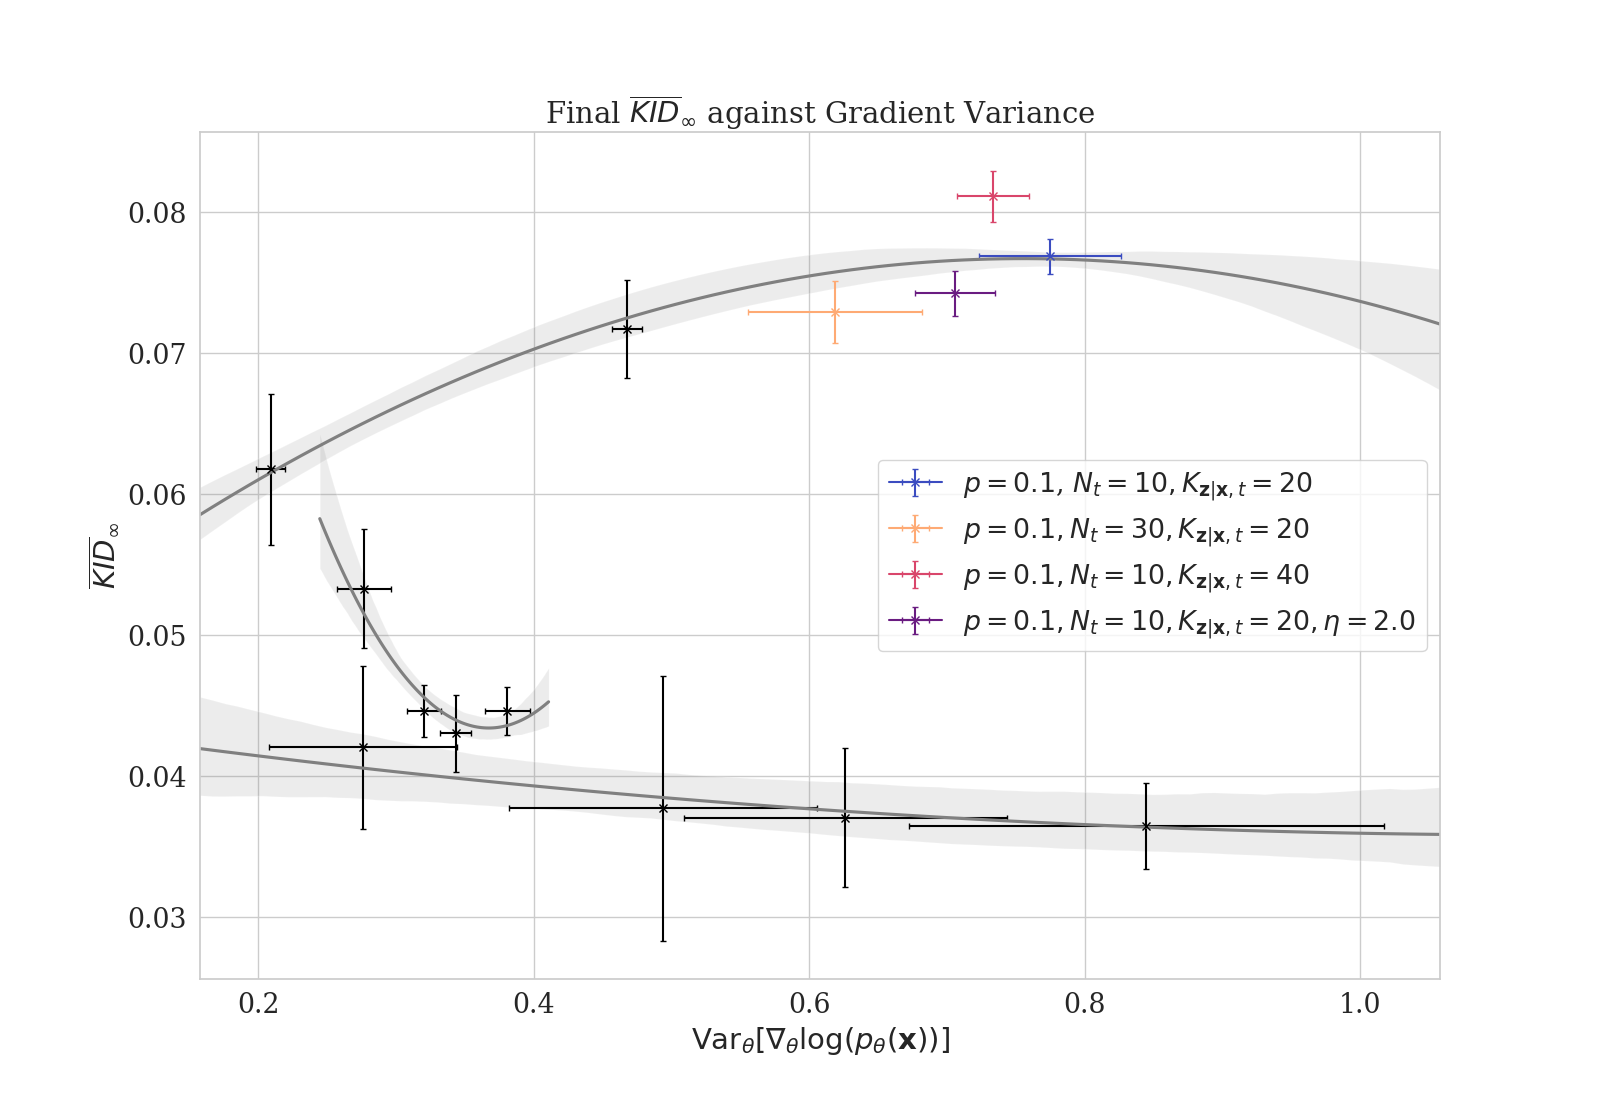 Final $\overline{KID}_\infty$ against Gradient Variance
0.08
0.07
0.06
0.05
0.04
0.03
$\overline{KID}_\infty$
$p = 0.1, N_t = 10, K_{\mathbf{z}|\mathbf{x},t} = 20$
$p = 0.1, N_t = 30, K_{\mathbf{z}|\mathbf{x},t} = 20$
$p = 0.1, N_t = 10, K_{\mathbf{z}|\mathbf{x},t} = 40$
$p = 0.1, N_t = 10, K_{\mathbf{z}|\mathbf{x},t} = 20, \eta = 2.0$
0.2 0.4 0.6 0.8 1.0
$\mathrm{Var}_\theta[\nabla_\theta \log(p_\theta(\mathbf{x}))]$